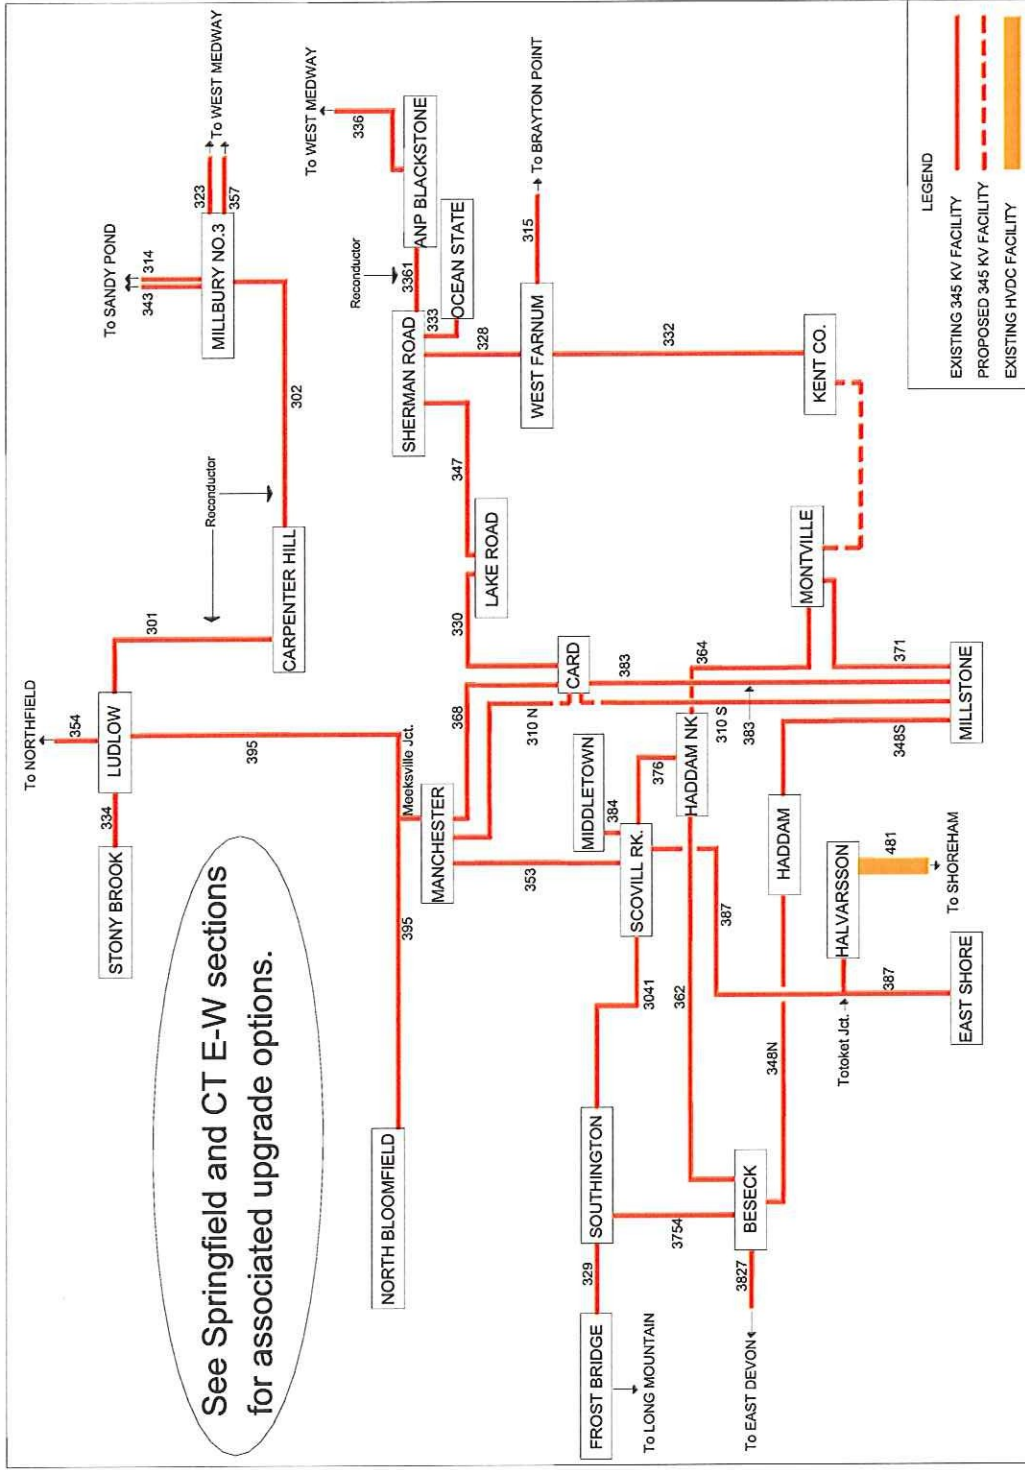 See Springfield and CT E-W sections
for associated upgrade options.
To NORTHFIELD
354
STONY BROOK
334
LUDLOW
301
Reconductor
CARPENTER HILL
302
To SANDY POND
343
314
MILLBURY NO.3
323
357
To WEST MEDWAY
395
Meeksville Jct.
395
NORTH BLOOMFIELD
MANCHESTER
368
310 N
353
To WEST MEDWAY
336
Reconductor
ANP BLACKSTONE
3361
OCEAN STATE
333
SHERMAN ROAD
328
347
LAKE ROAD
330
CARD
383
WEST FARNUM
315
To BRAYTON POINT
332
KENT CO.
MONTVILLE
364
371
383
310 S
MILLSTONE
348S
MIDDLETOWN
384
SCOVILL RK.
376
HADDAM NK
387
3041
SOUTHINGTON
362
329
FROST BRIDGE
To LONG MOUNTAIN
3754
BESECK
3827
To EAST DEVON
348N
HADDAM
HALVARSSON
481
To SHOREHAM
Totoket Jct.
387
EAST SHORE
LEGEND
EXISTING 345 KV FACILITY
PROPOSED 345 KV FACILITY
EXISTING HVDC FACILITY